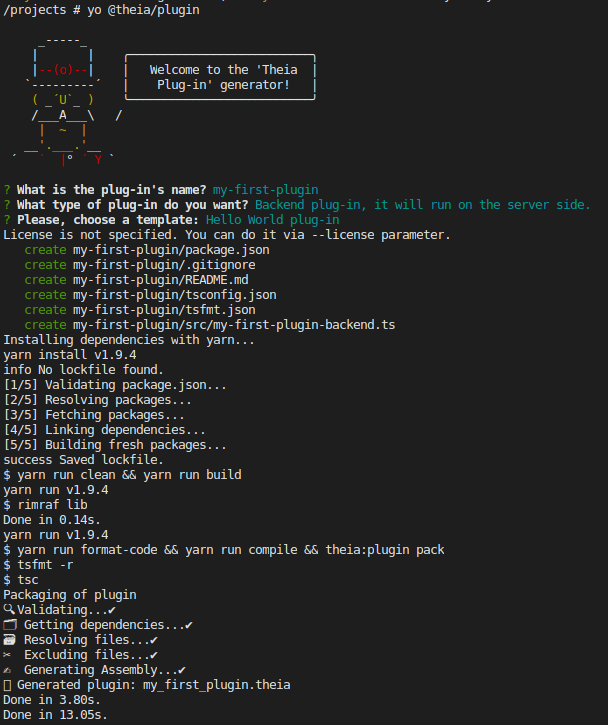 /projects # yo @theia/plugin
     _-----_
    |       |    ╭──────────────────────────╮
    |--(o)--|    │   Welcome to the 'Theia  │
   `---------´   │    Plug-in' generator!   │
    ( _´U`_ )    ╰──────────────────────────╯
    /___A___\   /
     |  ~  |
   __'.___.'__
 ´   `  |° ´ Y `
? What is the plug-in's name? my-first-plugin
? What type of plug-in do you want? Backend plug-in, it will run on the server side.
? Please, choose a template: Hello World plug-in
License is not specified. You can do it via --license parameter.
   create my-first-plugin/package.json
   create my-first-plugin/.gitignore
   create my-first-plugin/README.md
   create my-first-plugin/tsconfig.json
   create my-first-plugin/tsfmt.json
   create my-first-plugin/src/my-first-plugin-backend.ts
Installing dependencies with yarn...
yarn install v1.9.4
info No lockfile found.
[1/5] Validating package.json...
[2/5] Resolving packages...
[3/5] Fetching packages...
[4/5] Linking dependencies...
[5/5] Building fresh packages...
success Saved lockfile.
$ yarn run clean && yarn run build
yarn run v1.9.4
$ rimraf lib
Done in 0.14s.
yarn run v1.9.4
$ yarn run format-code && yarn run compile && theia:plugin pack
$ tsfmt -r
$ tsc
Packaging of plugin
🔍Validating...✔
🗂 Getting dependencies...✔
🗃 Resolving files...✔
✂ Excluding files...✔
✍ Generating Assembly...✔
Generated plugin: my_first_plugin.theia
Done in 3.80s.
Done in 13.05s.